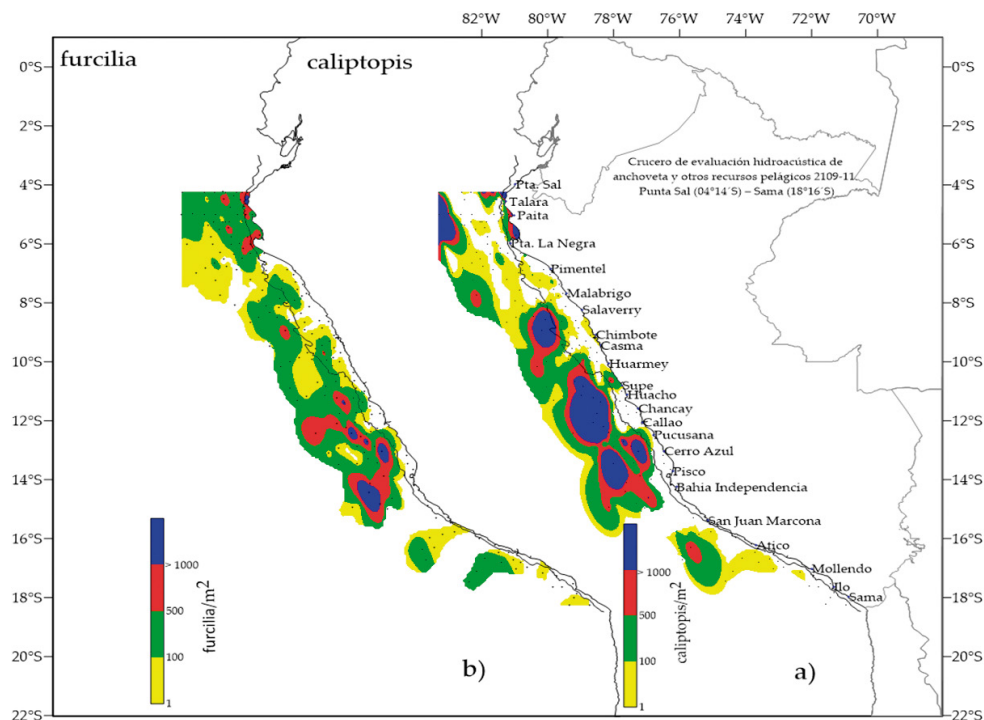 82°W 80°W 78°W 76°W 74°W 72°W 70°W
furcilia
caliptopis
0°S
0°S
2°S
2°S
Crucero de evaluación hidroacústica de
anchoveta y otros recursos pelágicos 2109-11
Punta Sal (04°14´S) – Sama (18°16´S)
4°S
Pta. Sal
4°S
Talara
Paita
6°S
Pta. La Negra
6°S
Pimentel
8°S
Malabrigo
8°S
Salaverry
Chimbote
Casma
10°S
Huarmey
10°S
Supe
Huacho
Chancay
12°S
Callao
12°S
Pucusana
Cerro Azul
Pisco
14°S
Bahia Independencia
14°S
San Juan Marcona
16°S
Atico
16°S
> 1000
> 1000
Mollendo
Ilo
18°S
Sama
18°S
500
500
furcilia/m2
caliptopis/m2
100
100
20°S
b)
a)
20°S
1
1
22°S
22°S